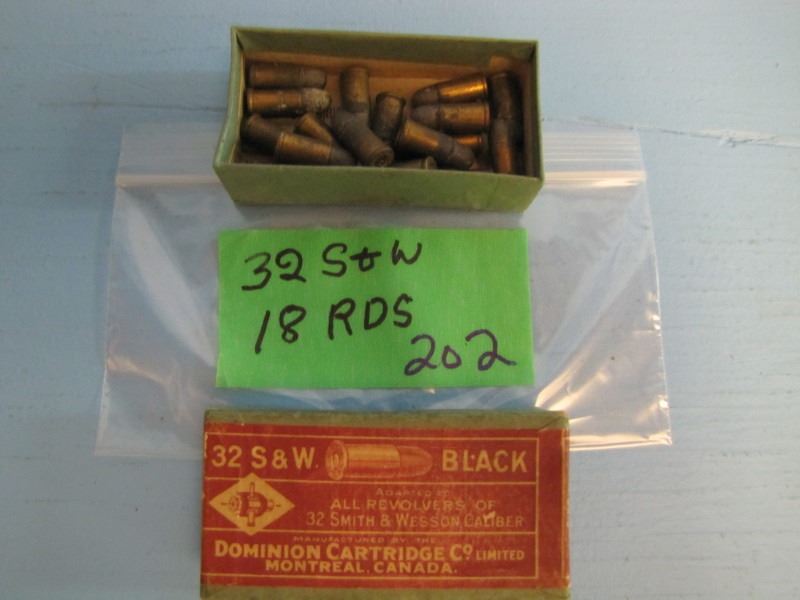 32 S&W
18 RDS
202
32 S & W. BLACK
ADAPTED TO
ALL REVOLVERS OF
32 SMITH & WESSON CALIBER
MANUFACTURED BY THE
DOMINION CARTRIDGE Co. LIMITED
MONTREAL, CANADA.